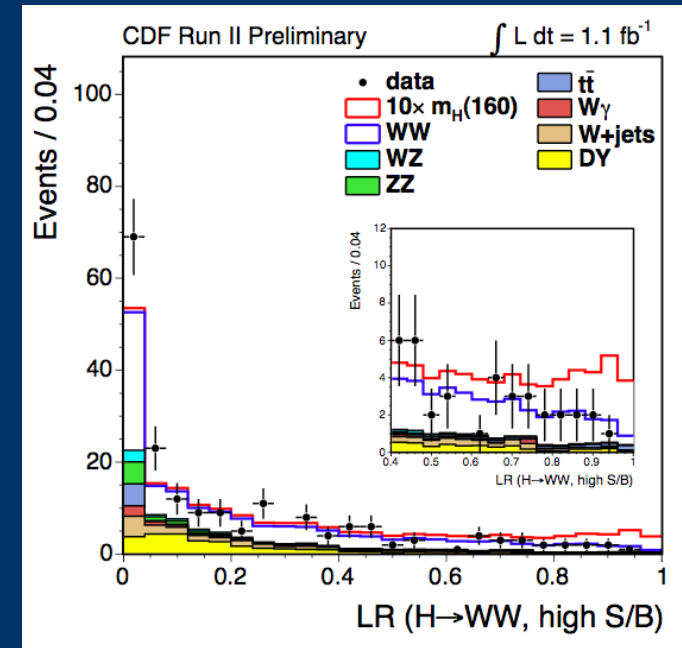 CDF Run II Preliminary ∫ L dt = 1.1 fb⁻¹
Events / 0.04
100
80
60
40
20
0
data
10× m_H(160)
WW
WZ
ZZ
tt̄
Wγ
W+jets
DY
Events / 0.04
12
10
8
6
4
2
0
0.4 0.5 0.6 0.7 0.8 0.9 1
LR (H→WW, high S/B)
0 0.2 0.4 0.6 0.8 1
LR (H→WW, high S/B)